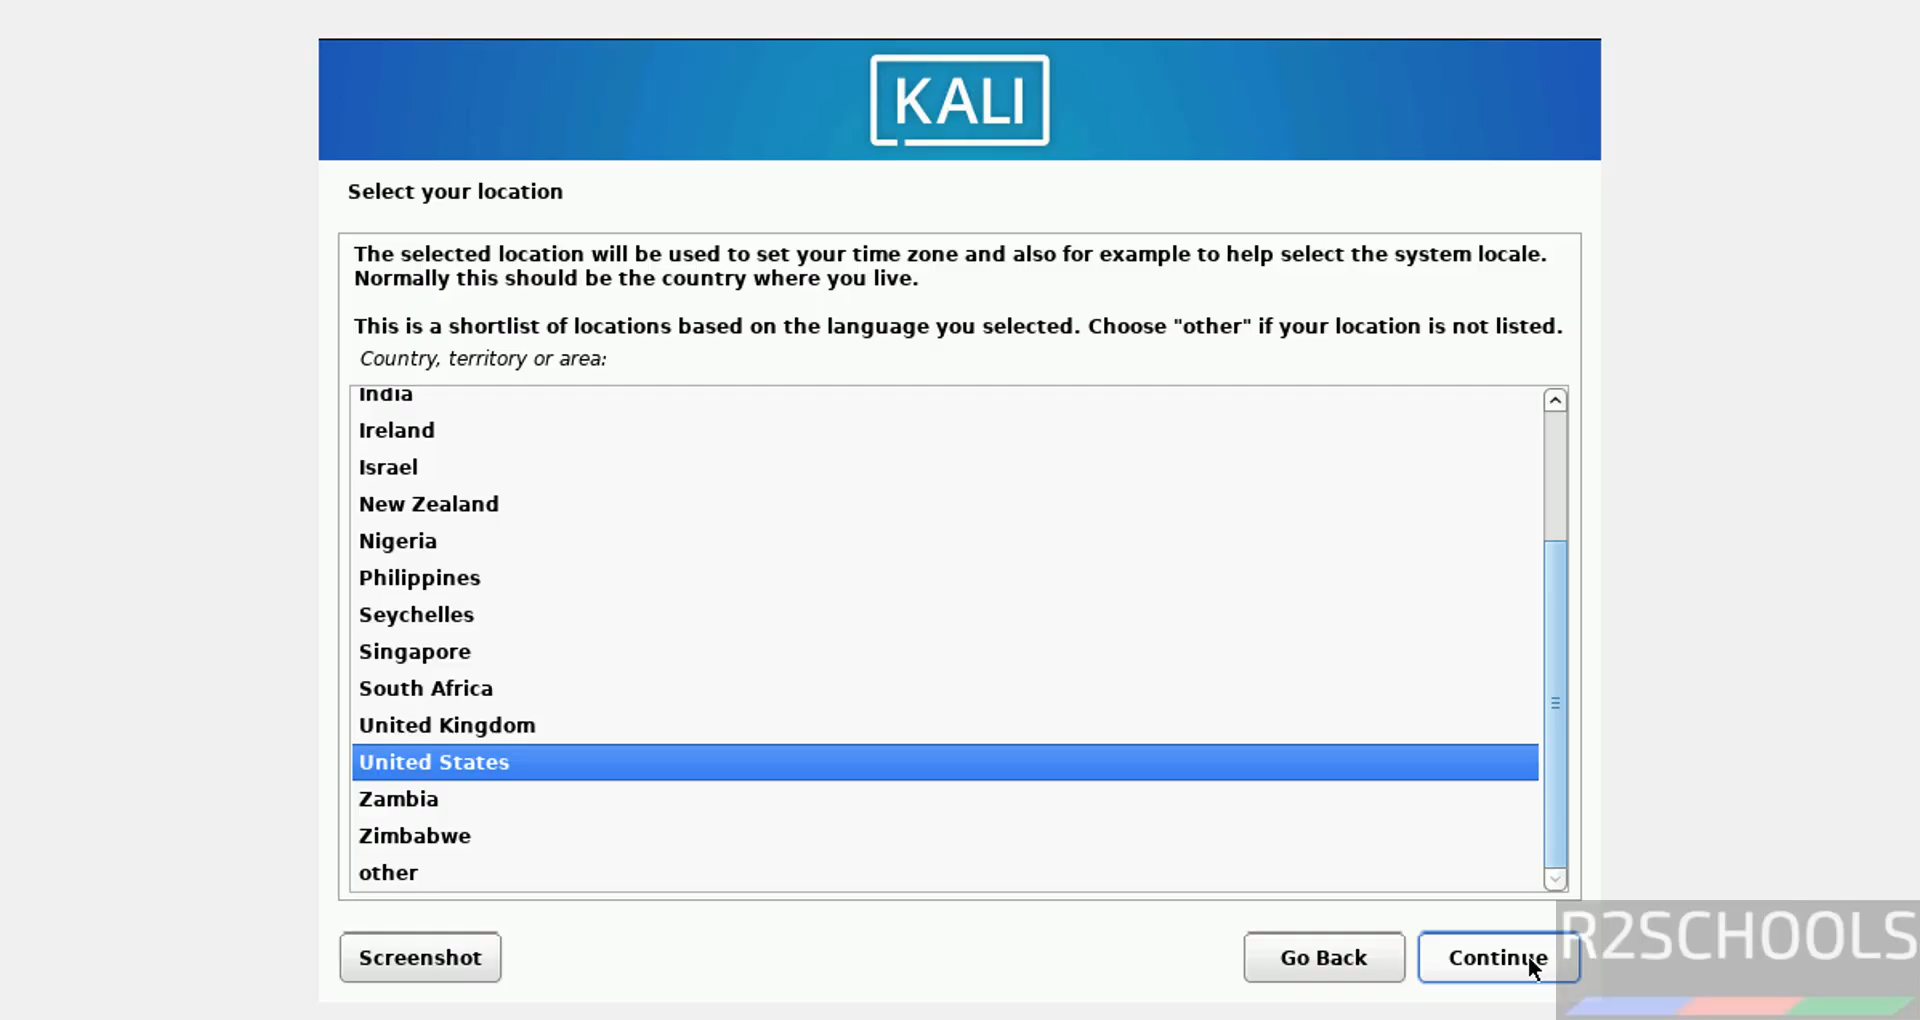 KALI
Select your location
The selected location will be used to set your time zone and also for example to help select the system locale.
Normally this should be the country where you live.
This is a shortlist of locations based on the language you selected. Choose "other" if your location is not listed.
Country, territory or area:
India
Ireland
Israel
New Zealand
Nigeria
Philippines
Seychelles
Singapore
South Africa
United Kingdom
United States
Zambia
Zimbabwe
other
Screenshot
Go Back
Continue
R2SCHOOLS